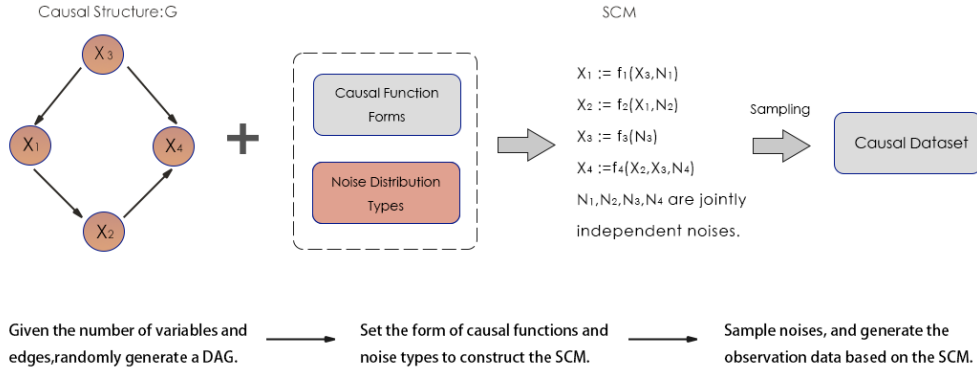 Causal Structure:G
SCM
X3
X1
X4
X2
+
Causal Function
Forms
Noise Distribution
Types
X1 := f1(X3,N1)
X2 := f2(X1,N2)
X3 := f3(N3)
X4 :=f4(X2,X3,N4)
N1,N2,N3,N4 are jointly
independent noises.
Sampling
Causal Dataset
Given the number of variables and
edges,randomly generate a DAG.
Set the form of causal functions and
noise types to construct the SCM.
Sample noises, and generate the
observation data based on the SCM.